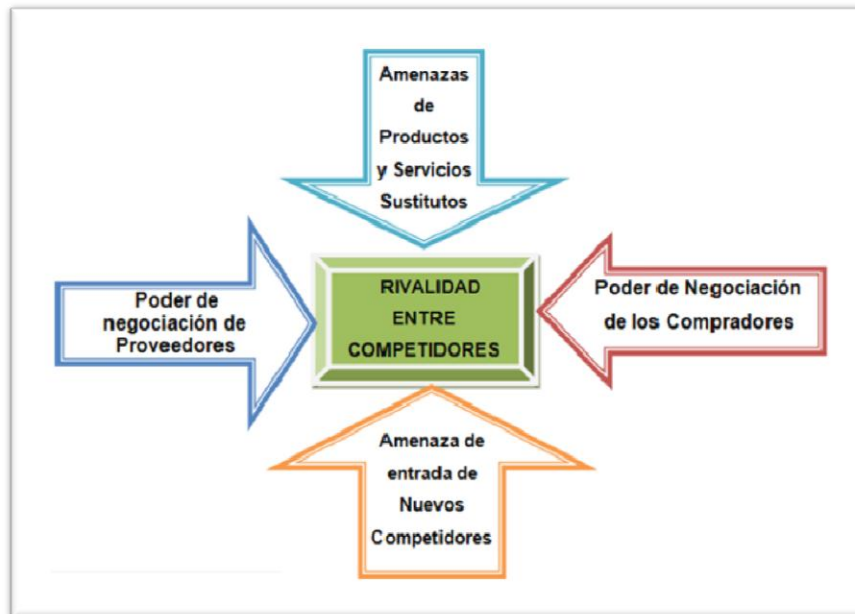 Amenazas
de
Productos
y Servicios
Sustitutos
Poder de
negociación de
Proveedores
RIVALIDAD
ENTRE
COMPETIDORES
Poder de Negociación
de los Compradores
Amenaza de
entrada de
Nuevos
Competidores